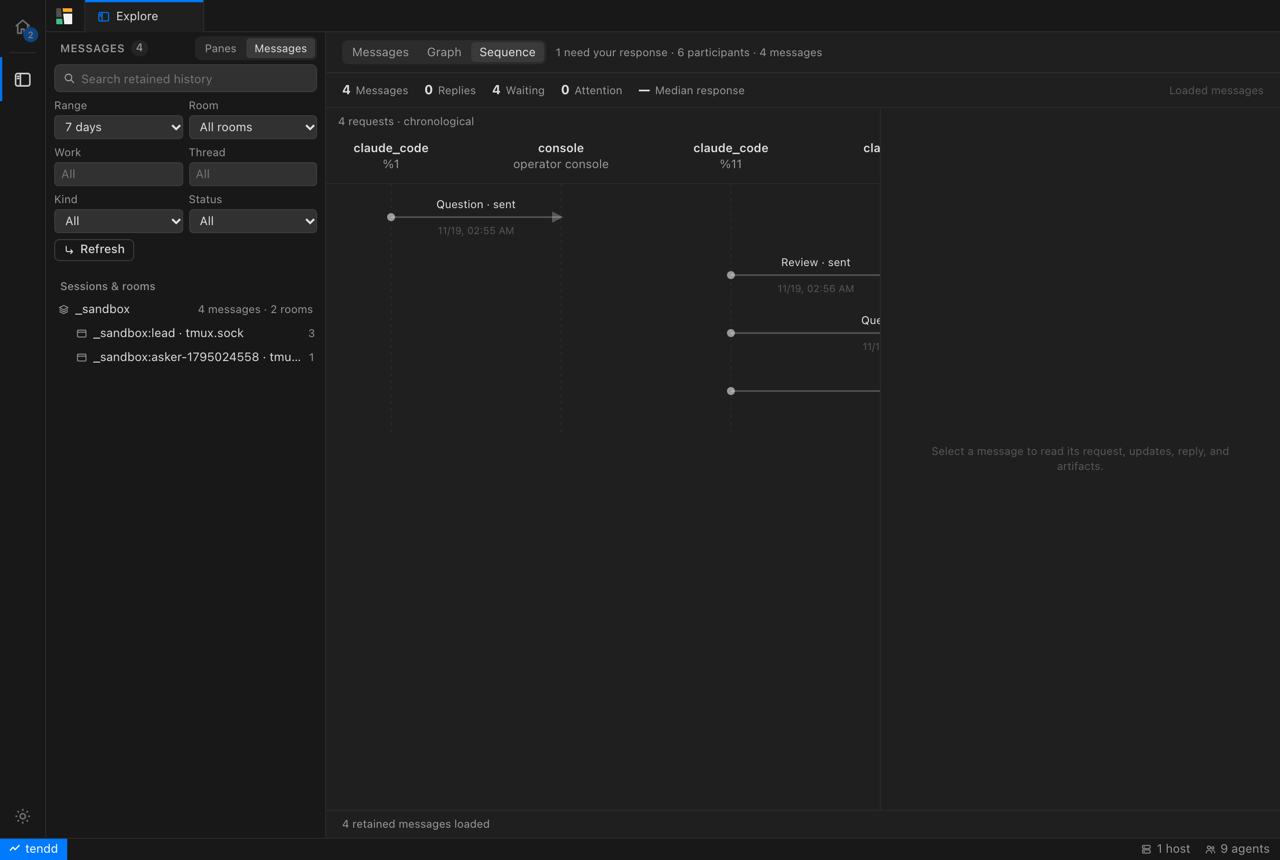 2
Explore
MESSAGES 4 Panes Messages
Search retained history
Range Room
7 days All rooms
Work Thread
All All
Kind Status
All All
Refresh
Sessions & rooms
_sandbox 4 messages · 2 rooms
_sandbox:lead · tmux.sock 3
_sandbox:asker-1795024558 · tmu... 1
Messages Graph Sequence 1 need your response · 6 participants · 4 messages
4 Messages 0 Replies 4 Waiting 0 Attention — Median response Loaded messages
4 requests · chronological
claude_code console claude_code cla
%1 operator console %11
Question · sent
11/19, 02:55 AM
Review · sent
11/19, 02:56 AM
Que
11/1
Select a message to read its request, updates, reply, and
artifacts.
4 retained messages loaded
tendd 1 host 9 agents